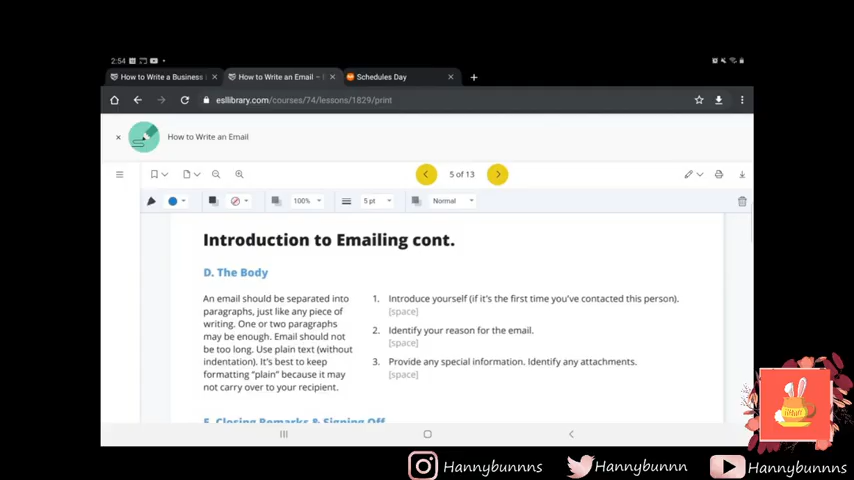 2:54
How to Write a Business
How to Write an Email –
Schedules Day
esllibrary.com/courses/74/lessons/1829/print
How to Write an Email
5 of 13
100%
5 pt
Normal
Introduction to Emailing cont.
D. The Body
An email should be separated into
paragraphs, just like any piece of
writing. One or two paragraphs
may be enough. Email should not
be too long. Use plain text (without
indentation). It's best to keep
formatting "plain" because it may
not carry over to your recipient.
1. Introduce yourself (if it's the first time you've contacted this person).
[space]
2. Identify your reason for the email.
[space]
3. Provide any special information. Identify any attachments.
[space]
E. Closing Remarks & Signing Off
Hannybunnns
Hannybunnn
Hannybunnns